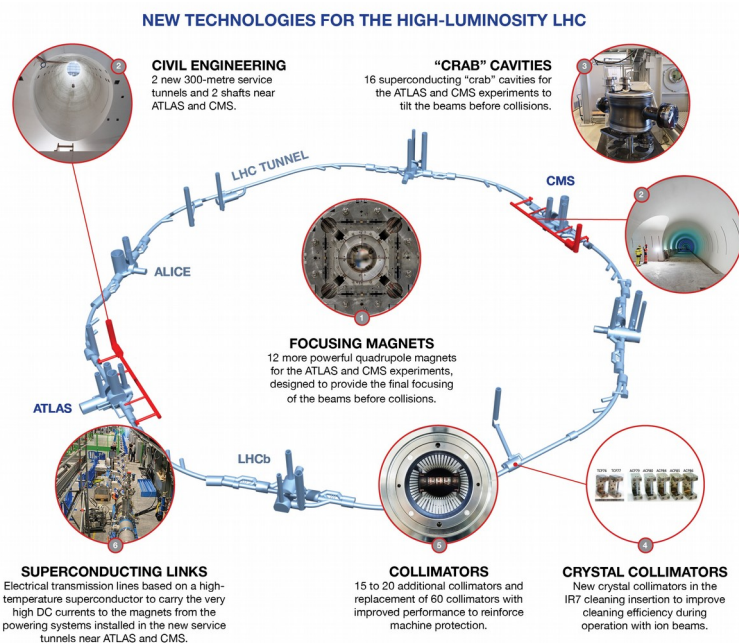 NEW TECHNOLOGIES FOR THE HIGH-LUMINOSITY LHC
2
CIVIL ENGINEERING
2 new 300-metre service
tunnels and 2 shafts near
ATLAS and CMS.
“CRAB” CAVITIES
16 superconducting “crab” cavities for
the ATLAS and CMS experiments to
tilt the beams before collisions.
3
LHC TUNNEL
CMS
2
ALICE
1
FOCUSING MAGNETS
12 more powerful quadrupole magnets
for the ATLAS and CMS experiments,
designed to provide the final focusing
of the beams before collisions.
ATLAS
LHCb
6
SUPERCONDUCTING LINKS
Electrical transmission lines based on a high-
temperature superconductor to carry the very
high DC currents to the magnets from the
powering systems installed in the new service
tunnels near ATLAS and CMS.
5
COLLIMATORS
15 to 20 additional collimators and
replacement of 60 collimators with
improved performance to reinforce
machine protection.
4
CRYSTAL COLLIMATORS
New crystal collimators in the
IR7 cleaning insertion to improve
cleaning efficiency during
operation with ion beams.